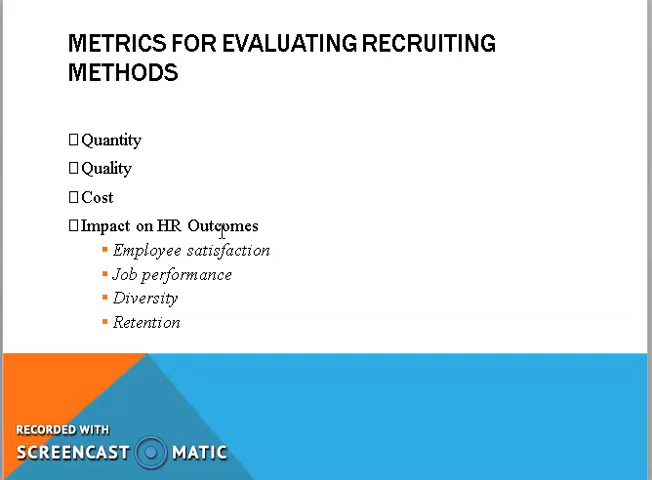 METRICS FOR EVALUATING RECRUITING
METHODS
Quantity
Quality
Cost
Impact on HR Outcomes
Employee satisfaction
Job performance
Diversity
Retention
RECORDED WITH
SCREENCAST MATIC